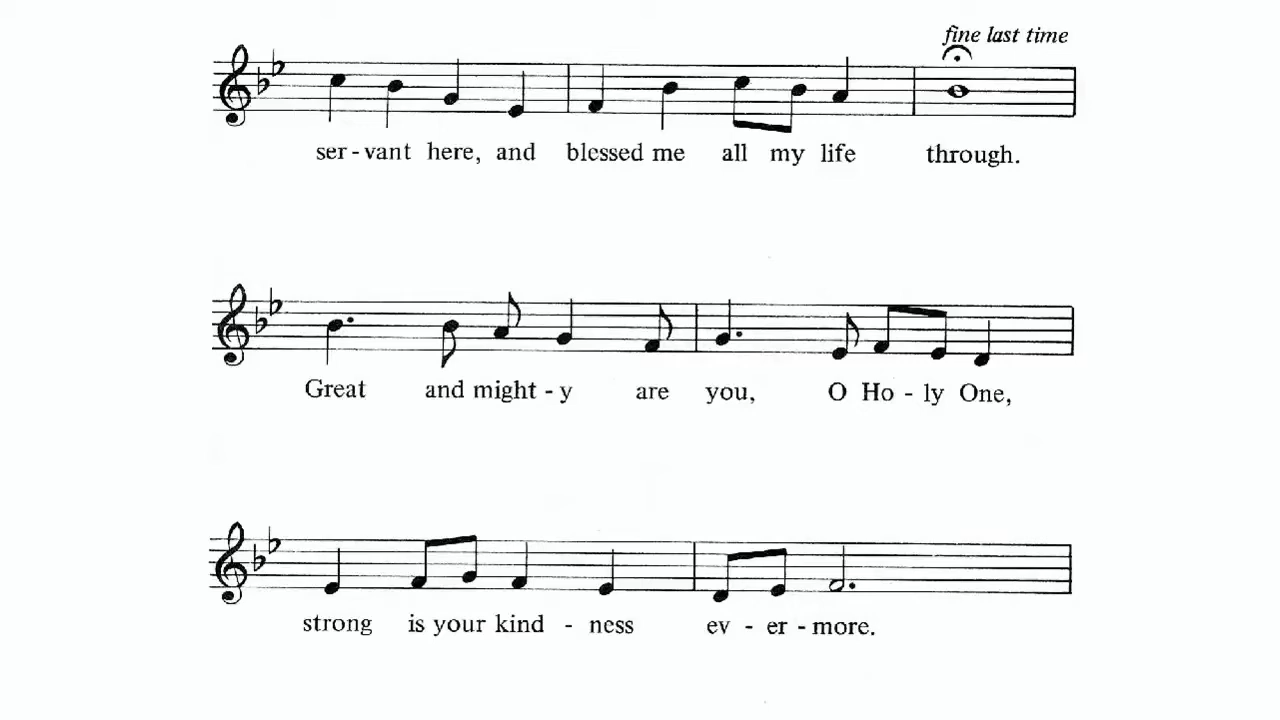 fine last time
ser - vant here, and blessed me all my life through.
Great and might - y are you, O Ho - ly One,
strong is your kind - ness ev - er - more.